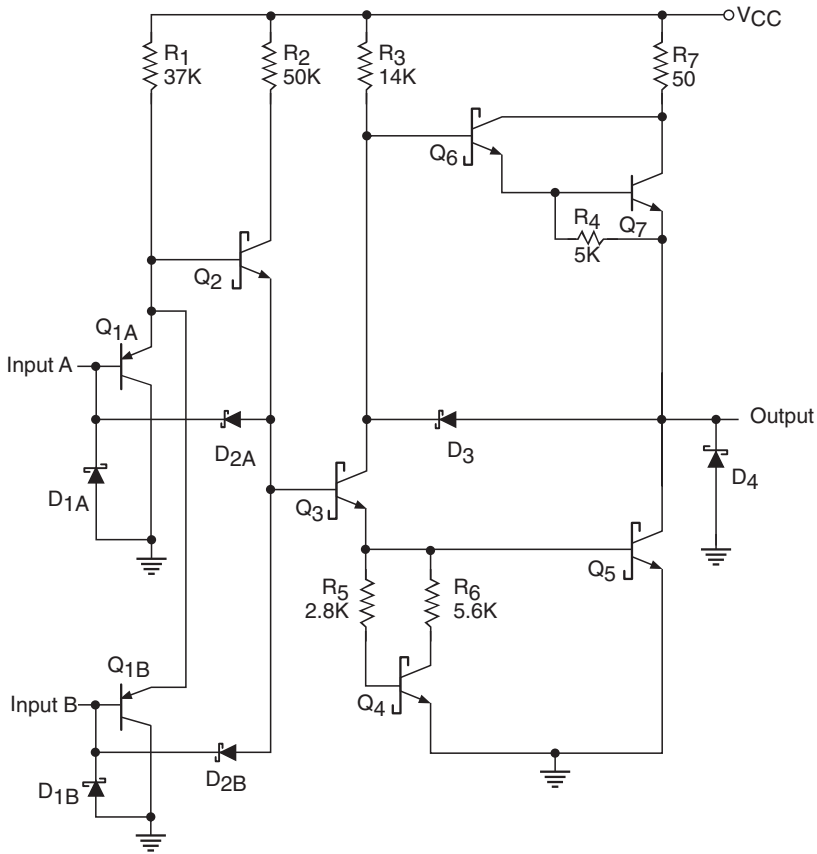 VCC
R1
37K
R2
50K
R3
14K
R7
50
Q6
Q7
R4
5K
Q2
Q1A
Input A
D2A
D3
Output
D1A
Q3
D4
Q5
R5
2.8K
R6
5.6K
Q1B
Input B
Q4
D2B
D1B